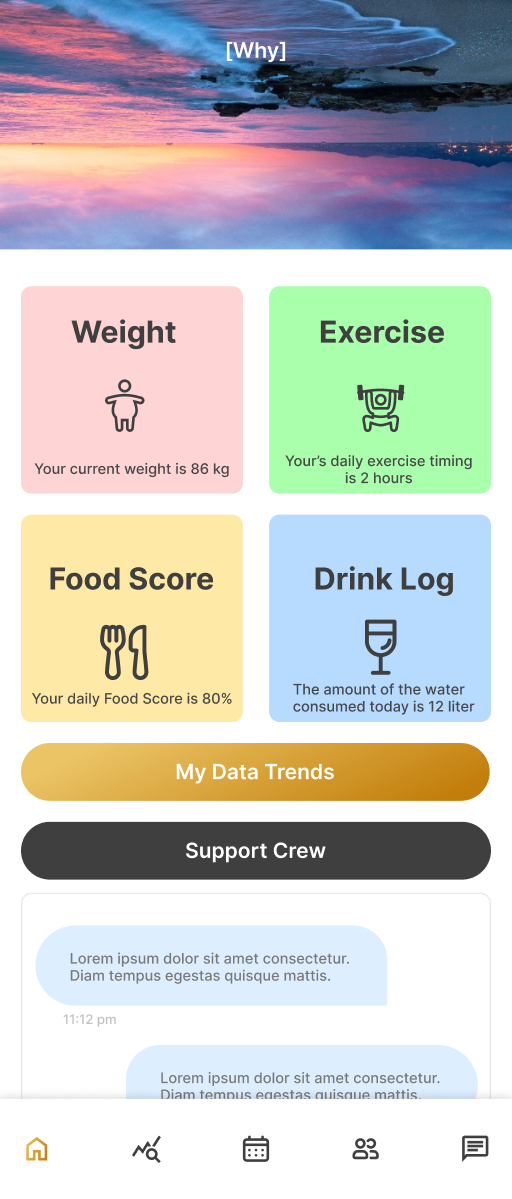 [Why]
Weight
Your current weight is 86 kg
Exercise
Your's daily exercise timing
is 2 hours
Food Score
Your daily Food Score is 80%
Drink Log
The amount of the water
consumed today is 12 liter
My Data Trends
Support Crew
Lorem ipsum dolor sit amet consectetur.
Diam tempus egestas quisque mattis.
11:12 pm
Lorem ipsum dolor sit amet consectetur.
Diam tempus egestas quisque mattis.